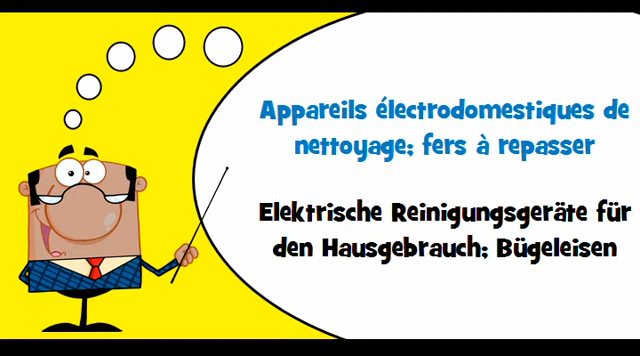 Appareils électrodomestiques de
nettoyage; fers à repasser
Elektrische Reinigungsgeräte für
den Hausgebrauch; Bügeleisen